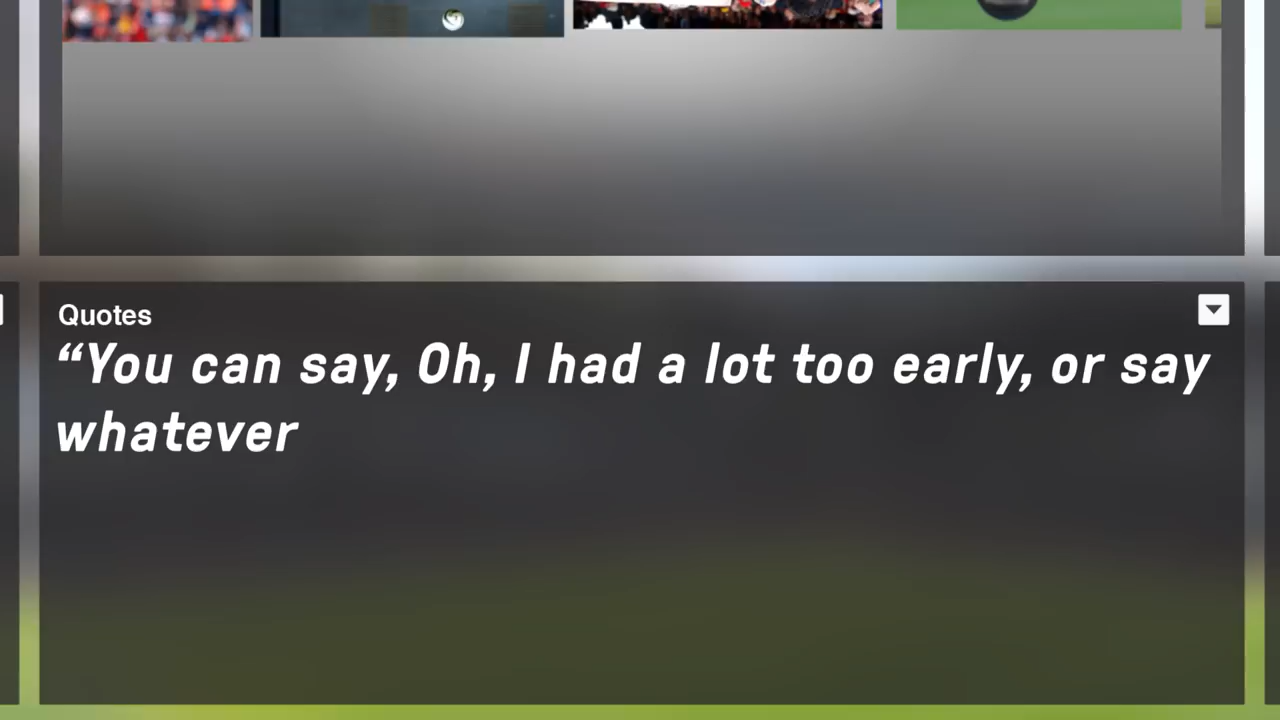 Quotes
“You can say, Oh, I had a lot too early, or say
whatever